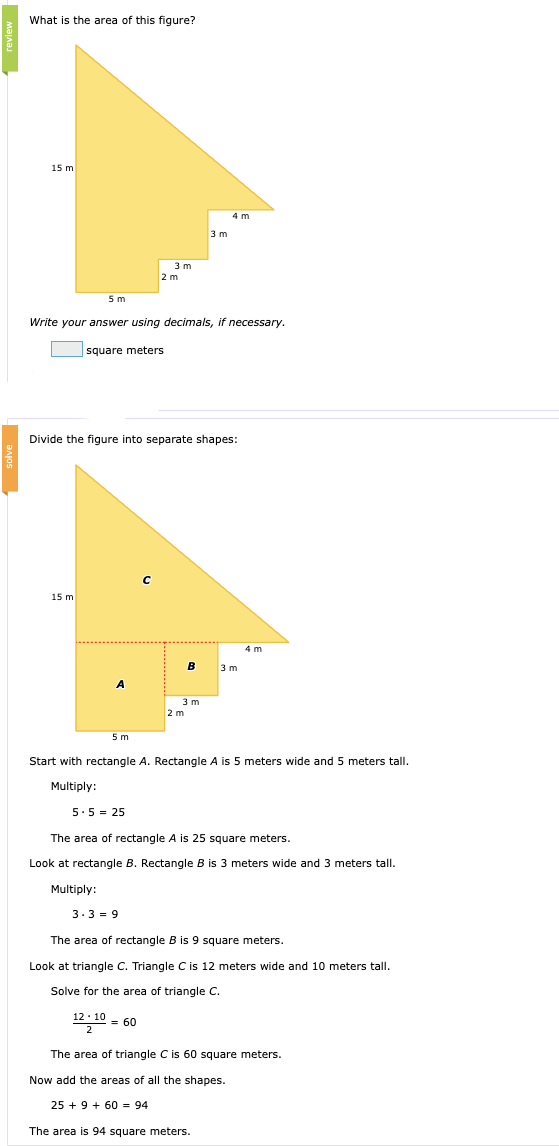 review
What is the area of this figure?
15 m
4 m
3 m
3 m
2 m
5 m
Write your answer using decimals, if necessary.
square meters
solve
Divide the figure into separate shapes:
C
15 m
4 m
B
3 m
A
3 m
2 m
5 m
Start with rectangle A. Rectangle A is 5 meters wide and 5 meters tall.
Multiply:
5 · 5 = 25
The area of rectangle A is 25 square meters.
Look at rectangle B. Rectangle B is 3 meters wide and 3 meters tall.
Multiply:
3 · 3 = 9
The area of rectangle B is 9 square meters.
Look at triangle C. Triangle C is 12 meters wide and 10 meters tall.
Solve for the area of triangle C.
12 · 10
2
= 60
The area of triangle C is 60 square meters.
Now add the areas of all the shapes.
25 + 9 + 60 = 94
The area is 94 square meters.